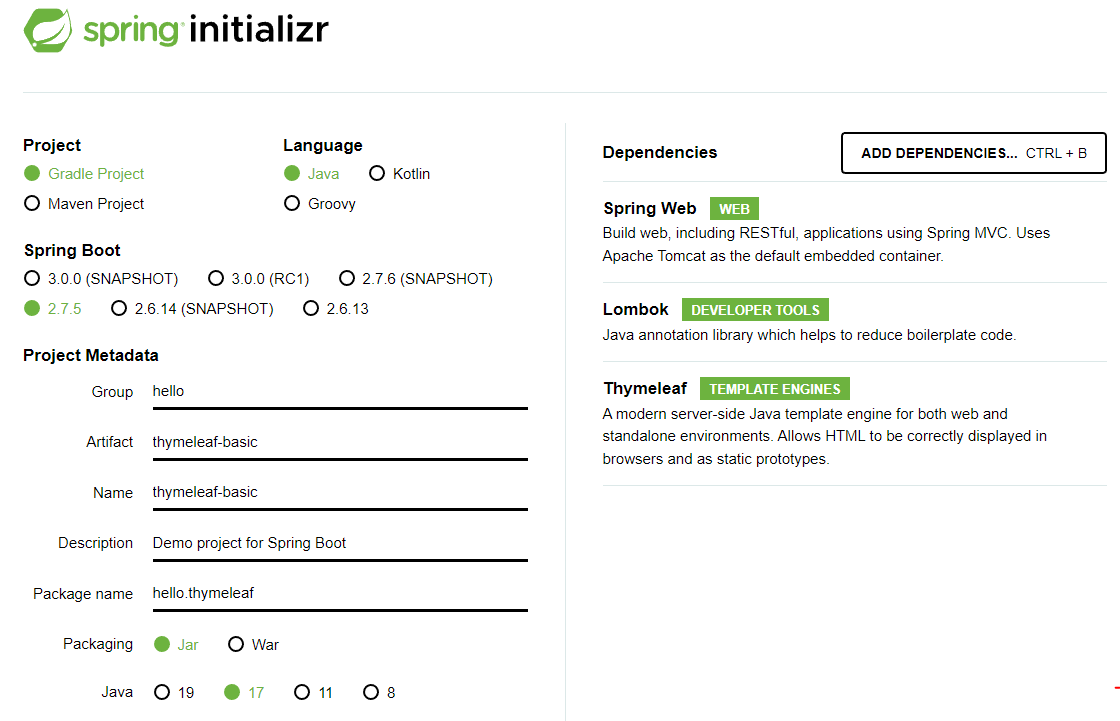 spring initializr
Project
Gradle Project
Maven Project
Language
Java Kotlin
Groovy
Spring Boot
3.0.0 (SNAPSHOT) 3.0.0 (RC1) 2.7.6 (SNAPSHOT)
2.7.5 2.6.14 (SNAPSHOT) 2.6.13
Project Metadata
Group hello
Artifact thymeleaf-basic
Name thymeleaf-basic
Description Demo project for Spring Boot
Package name hello.thymeleaf
Packaging Jar War
Java 19 17 11 8
Dependencies ADD DEPENDENCIES... CTRL + B
Spring Web WEB
Build web, including RESTful, applications using Spring MVC. Uses
Apache Tomcat as the default embedded container.
Lombok DEVELOPER TOOLS
Java annotation library which helps to reduce boilerplate code.
Thymeleaf TEMPLATE ENGINES
A modern server-side Java template engine for both web and
standalone environments. Allows HTML to be correctly displayed in
browsers and as static prototypes.